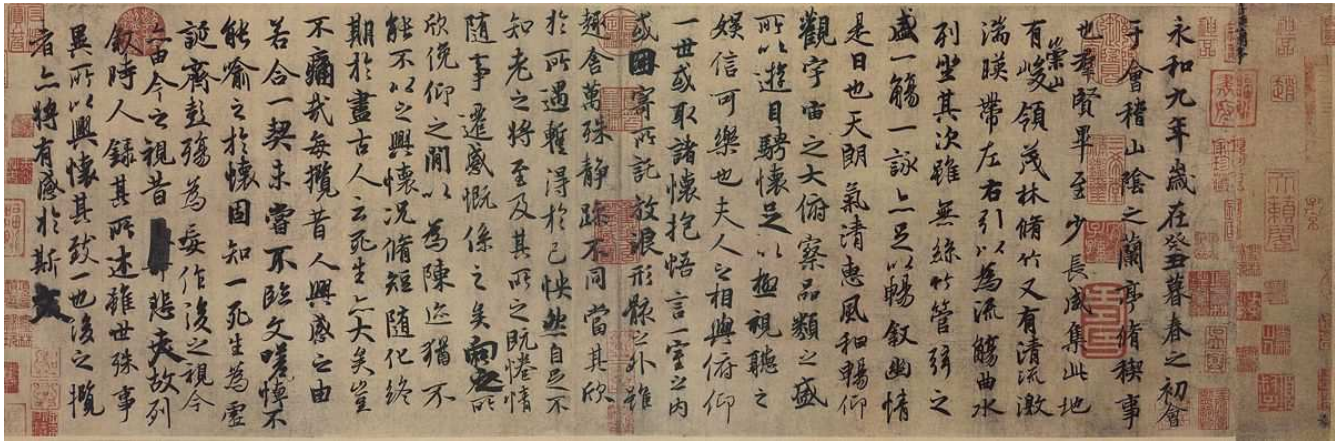 永和九年歲在癸丑暮春之初會
于會稽山陰之蘭亭脩稧事
也群賢畢至少長咸集此地
有崇山峻領茂林脩竹又有清流激
湍暎帶左右引以為流觴曲水
列坐其次雖無絲竹管弦之
盛一觴一詠亦足以暢敘幽情
是日也天朗氣清惠風和暢仰
觀宇宙之大俯察品類之盛
所以遊目騁懷足以極視聽之
娛信可樂也夫人之相與俯仰
一世或取諸懷抱悟言一室之內
或因寄所託放浪形骸之外雖
趣舍萬殊靜躁不同當其欣
於所遇暫得於己怏然自足不
知老之將至及其所之既惓情
隨事遷感慨係之矣向之所
欣俛仰之閒以為陳迹猶不
能不以之興懷況脩短隨化終
期於盡古人云死生亦大矣豈
不痛哉每攬昔人興感之由
若合一契未嘗不臨文嗟悼不
能喻之於懷固知一死生為虛
誕齊彭殤為妄作後之視今
亦由今之視昔悲夫故列
敘時人錄其所述雖世殊事
異所以興懷其致一也後之攬
者亦將有感於斯文